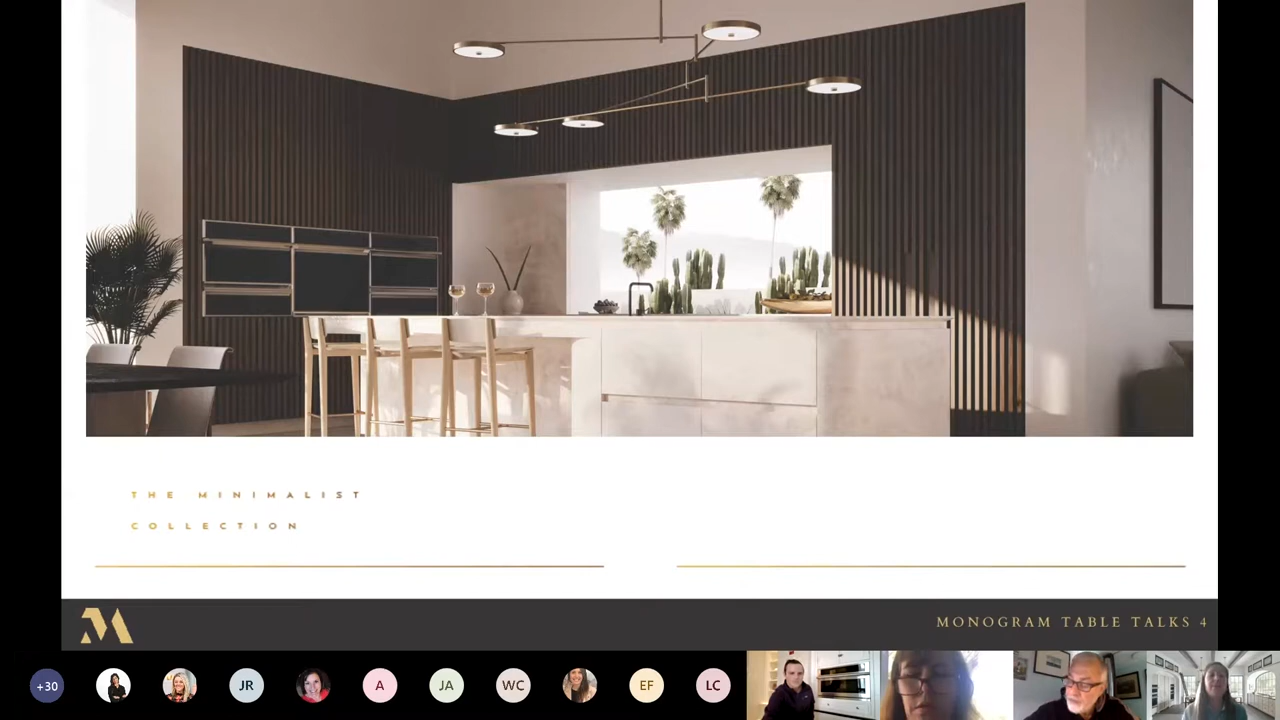 THE MINIMALIST
COLLECTION
M
MONOGRAM TABLE TALKS 4
+30
JR
A
JA
WC
EF
LC